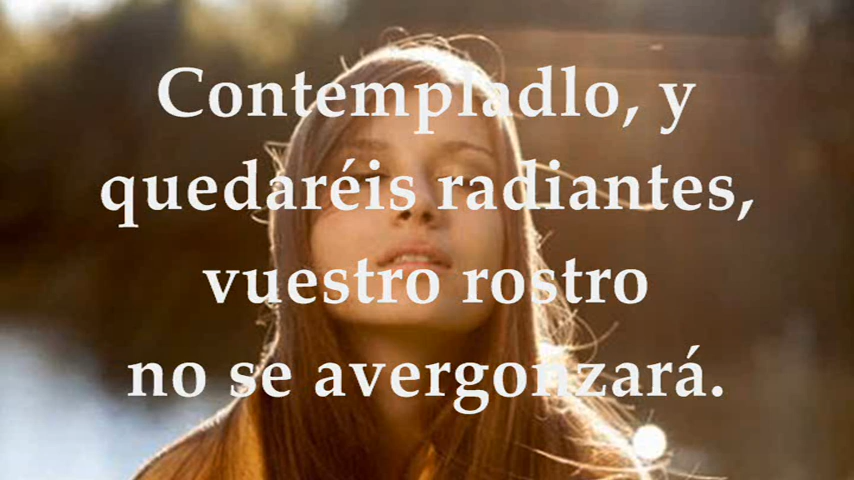 Contempladlo, y
quedaréis radiantes,
vuestro rostro
no se avergonzará.